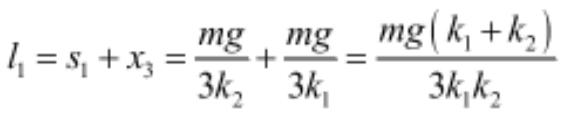 l₁ = s₁ + x₃ = mg/3k₂ + mg/3k₁ = mg(k₁ + k₂)/3k₁k₂